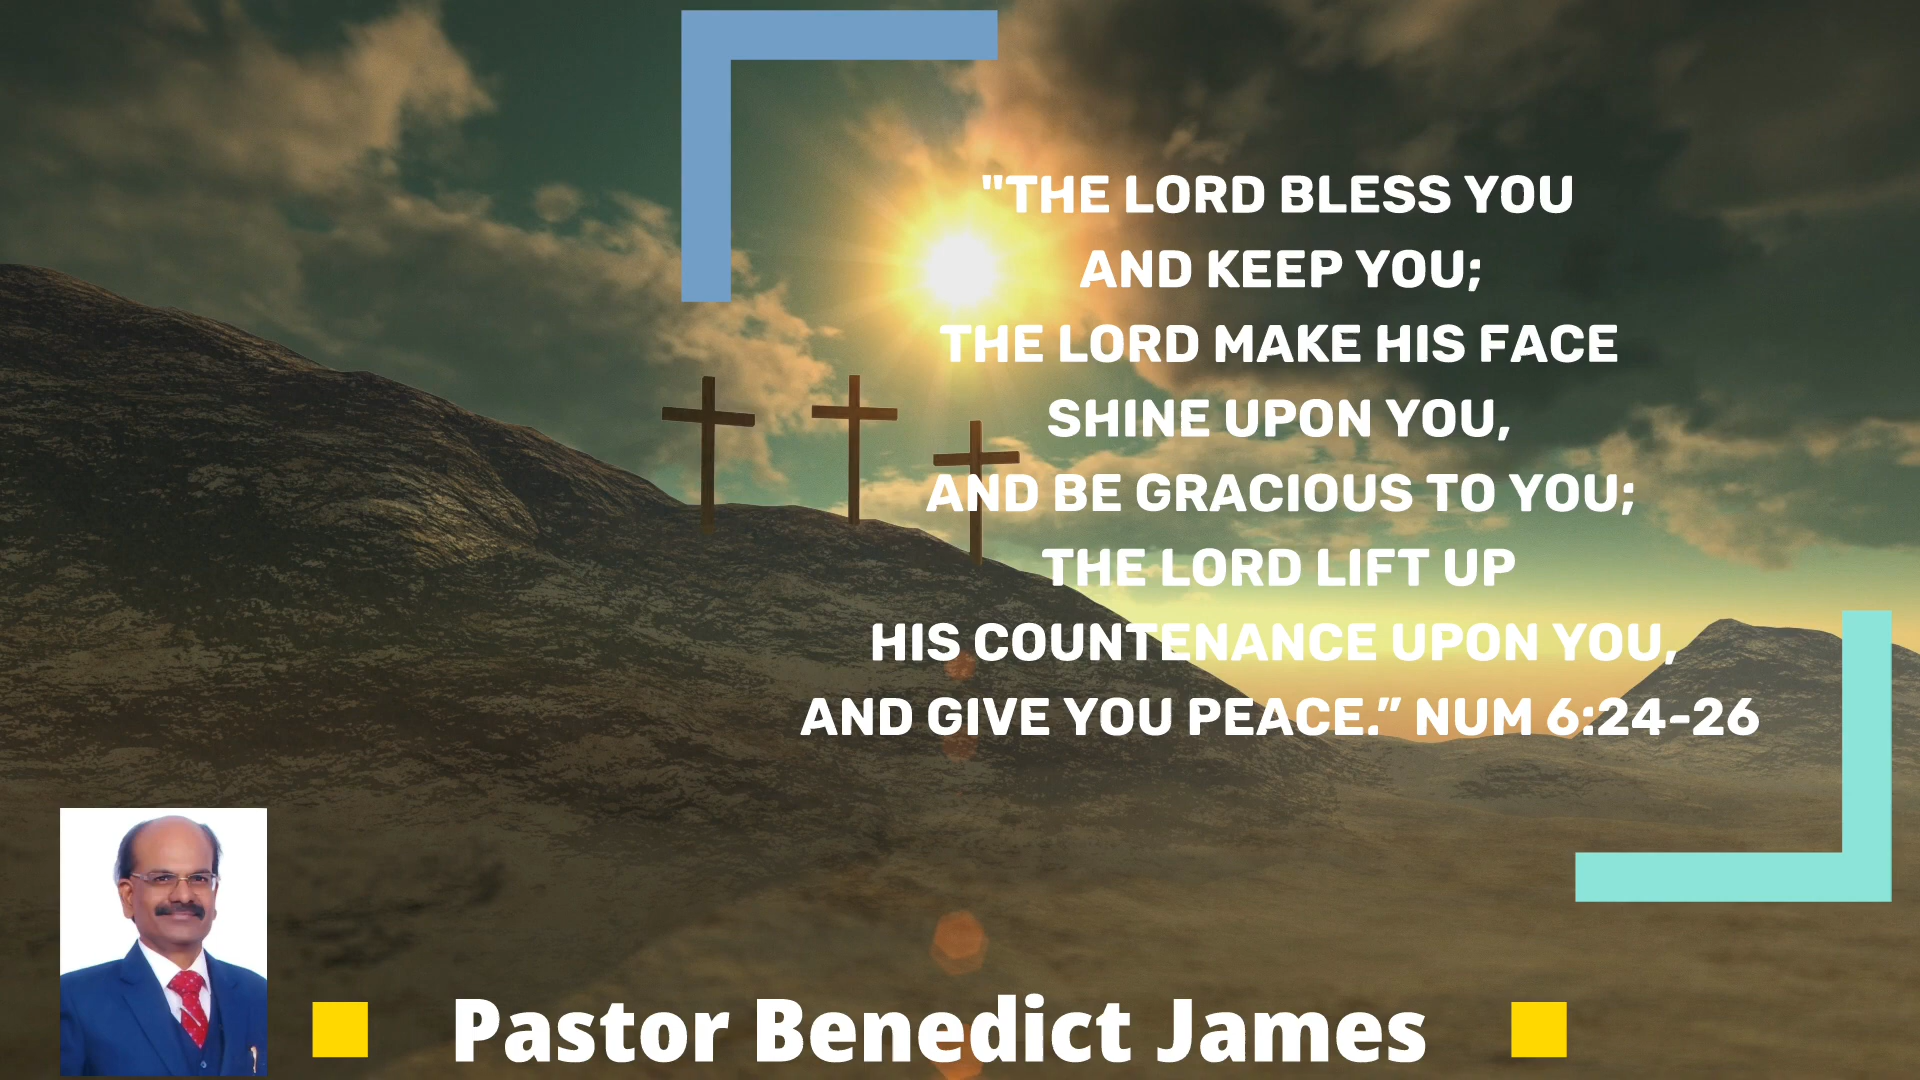 "THE LORD BLESS YOU
AND KEEP YOU;
THE LORD MAKE HIS FACE
SHINE UPON YOU,
AND BE GRACIOUS TO YOU;
THE LORD LIFT UP
HIS COUNTENANCE UPON YOU,
AND GIVE YOU PEACE.” NUM 6:24-26
Pastor Benedict James